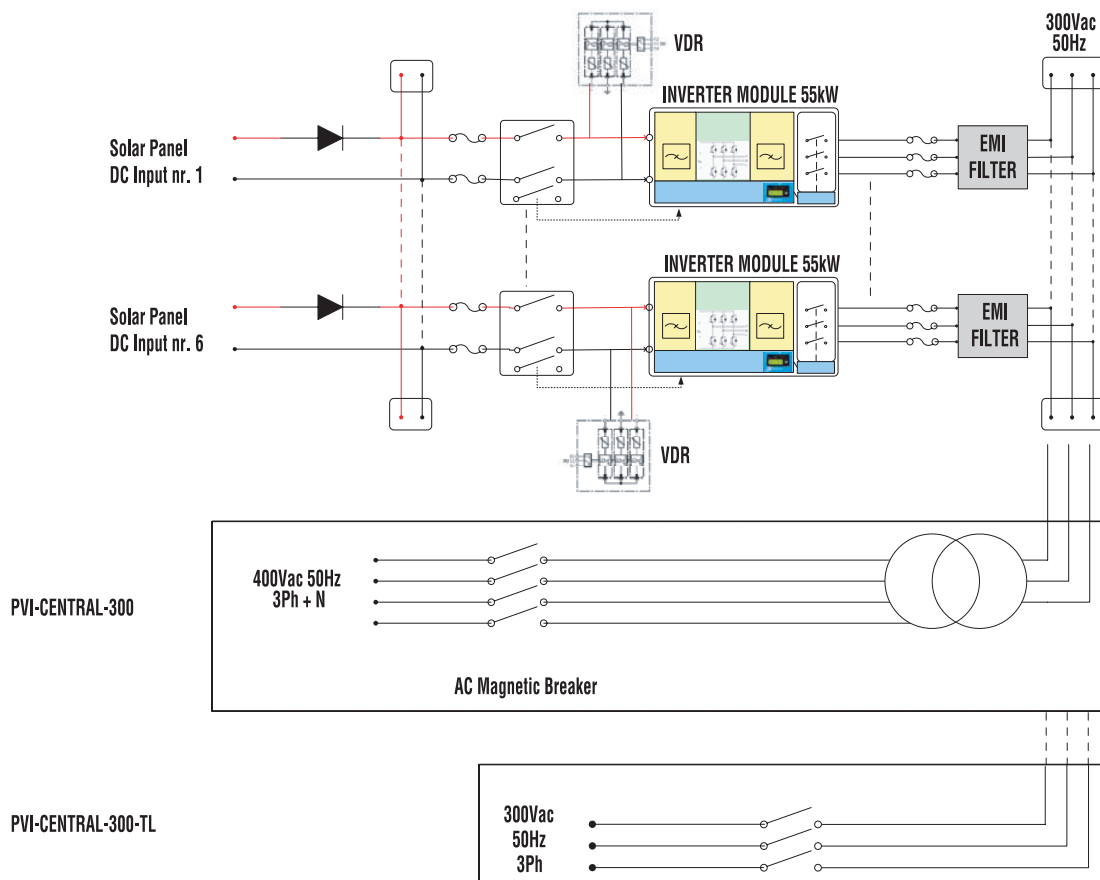 VDR
300Vac
50Hz
INVERTER MODULE 55kW
Solar Panel
DC Input nr. 1
EMI
FILTER
INVERTER MODULE 55kW
Solar Panel
DC Input nr. 6
EMI
FILTER
VDR
400Vac 50Hz
3Ph + N
PVI-CENTRAL-300
AC Magnetic Breaker
PVI-CENTRAL-300-TL
300Vac
50Hz
3Ph